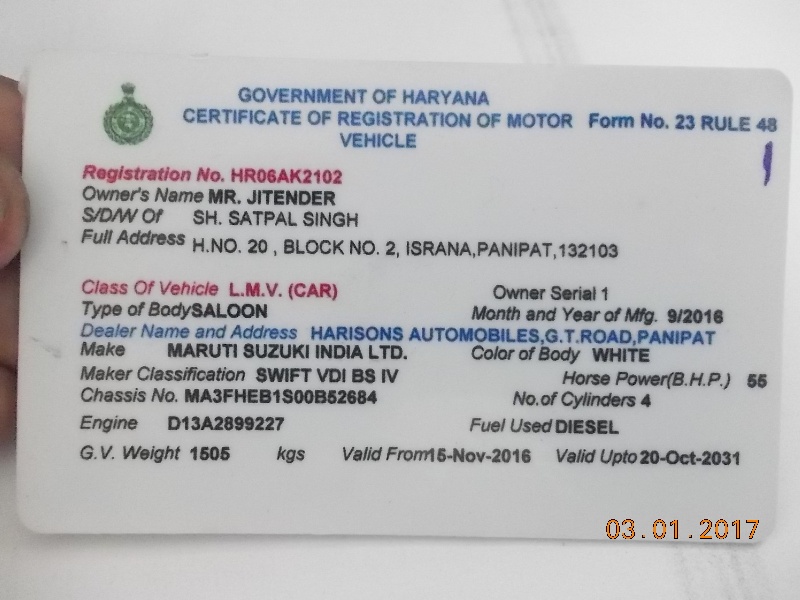 GOVERNMENT OF HARYANA
CERTIFICATE OF REGISTRATION OF MOTOR Form No. 23 RULE 48
VEHICLE
Registration No. HR06AK2102
Owner's Name MR. JITENDER
S/D/W Of SH. SATPAL SINGH
Full Address H.NO. 20 , BLOCK NO. 2, ISRANA,PANIPAT,132103
Class Of Vehicle L.M.V. (CAR) Owner Serial 1
Type of BodySALOON Month and Year of Mfg. 9/2016
Dealer Name and Address HARISONS AUTOMOBILES,G.T.ROAD,PANIPAT
Make MARUTI SUZUKI INDIA LTD. Color of Body WHITE
Maker Classification SWIFT VDI BS IV Horse Power(B.H.P.) 55
Chassis No. MA3FHEB1S00B52684 No.of Cylinders 4
Engine D13A2899227 Fuel Used DIESEL
G.V. Weight 1505 kgs Valid From15-Nov-2016 Valid Upto 20-Oct-2031
03.01.2017